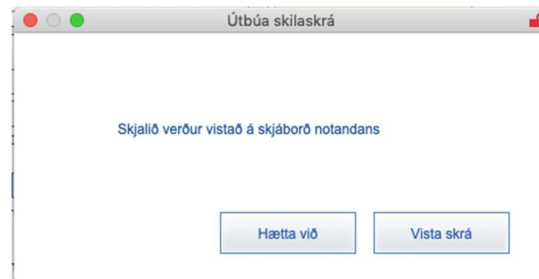 Útbúa skilaskrá
Skjalið verður vistað á skjáborð notandans
Hætta við
Vista skrá